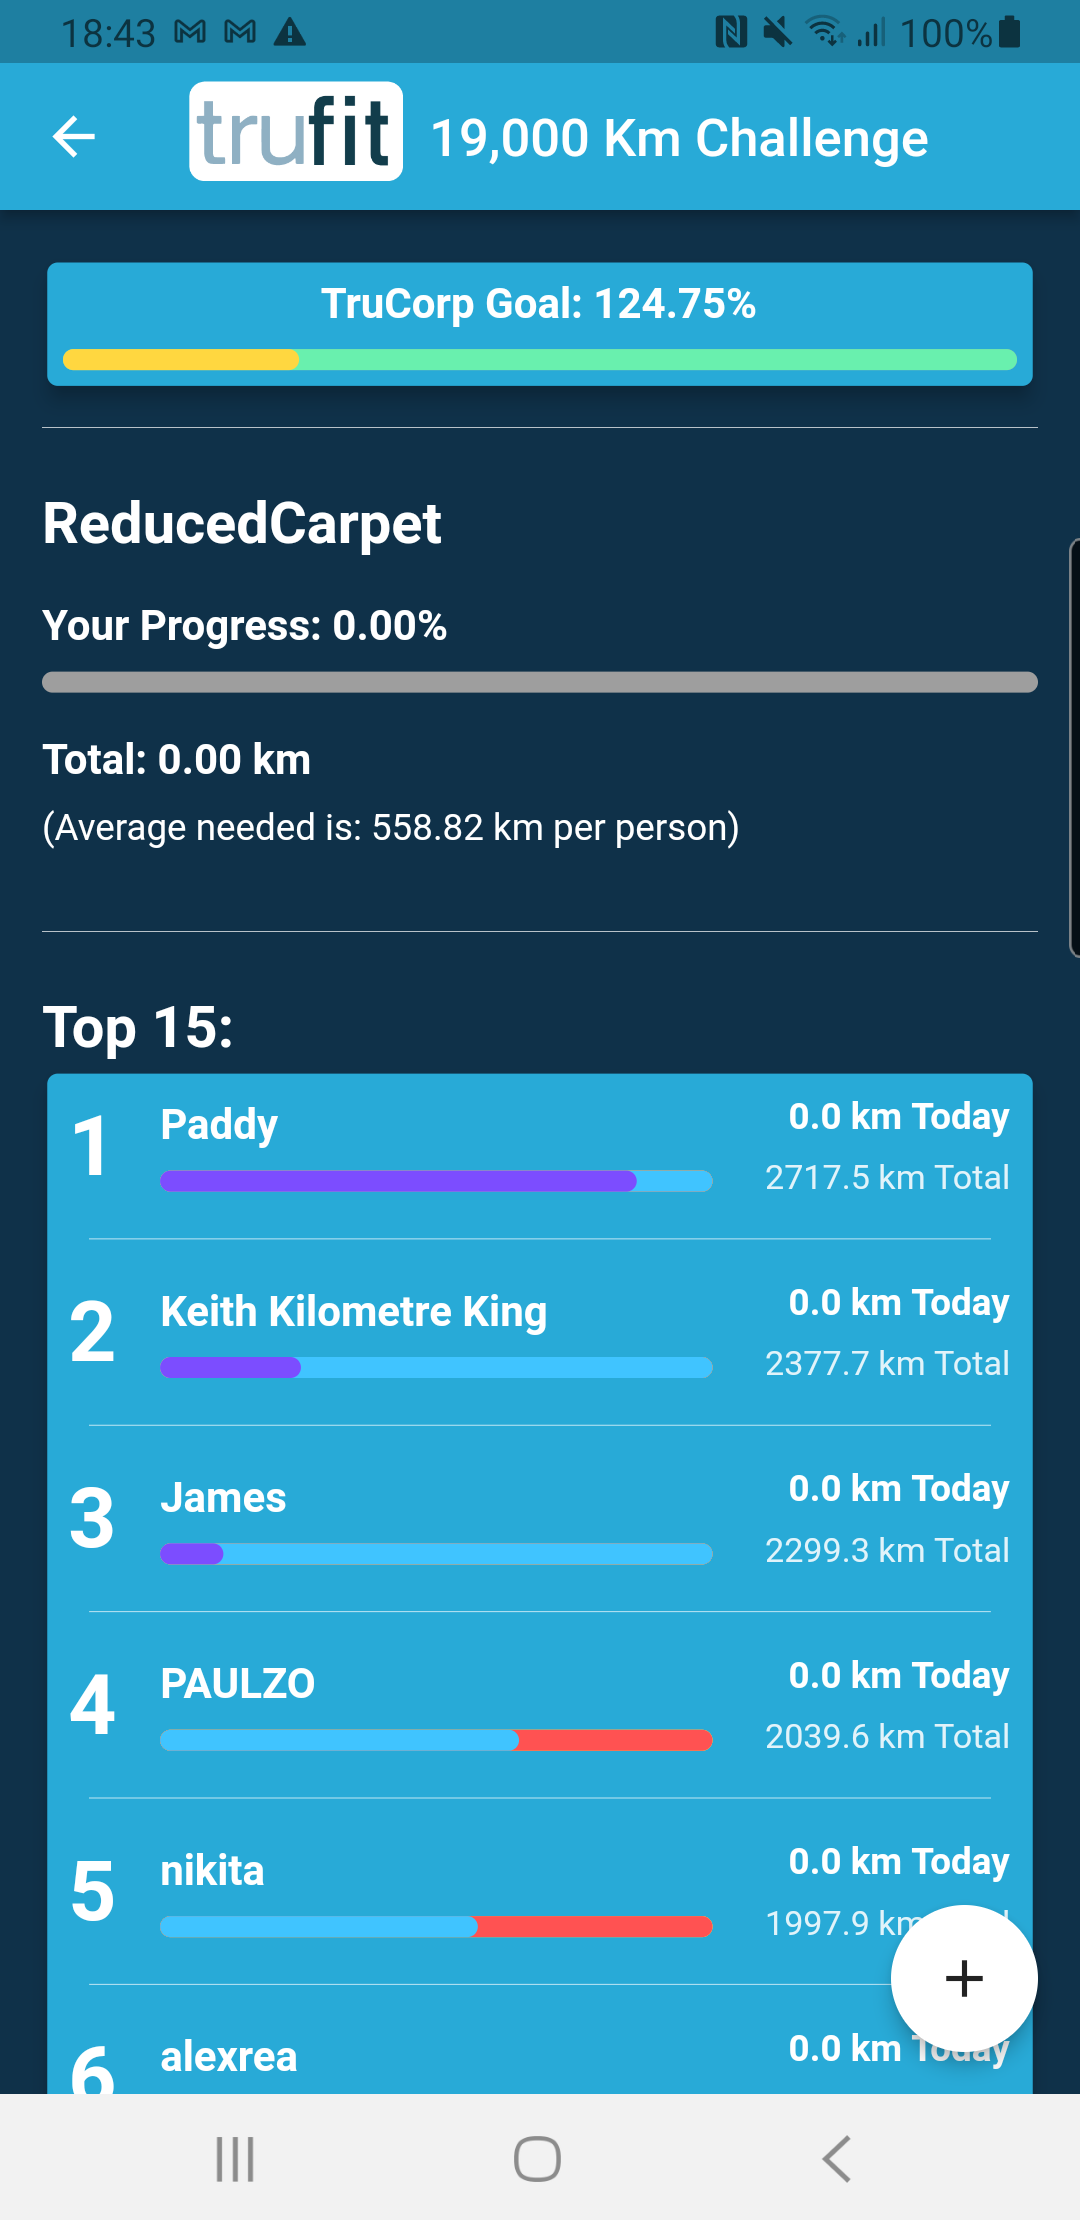 18:43 100%
trufit 19,000 Km Challenge
TruCorp Goal: 124.75%
ReducedCarpet
Your Progress: 0.00%
Total: 0.00 km
(Average needed is: 558.82 km per person)
Top 15:
1 Paddy 0.0 km Today
2717.5 km Total
2 Keith Kilometre King 0.0 km Today
2377.7 km Total
3 James 0.0 km Today
2299.3 km Total
4 PAULZO 0.0 km Today
2039.6 km Total
5 nikita 0.0 km Today
1997.9 km
6 alexrea 0.0 km Today